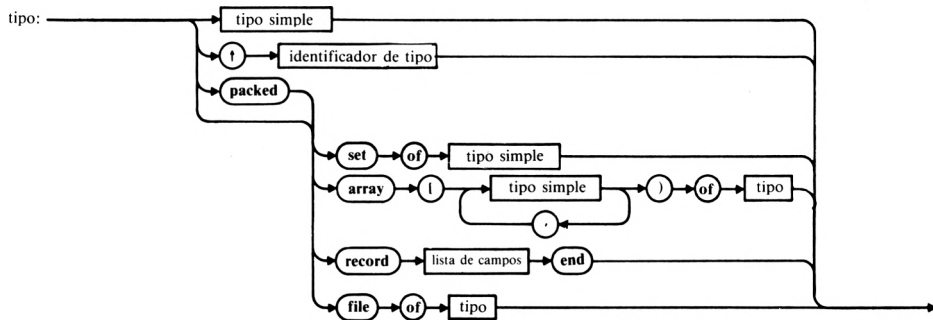 tipo: tipo simple
↑ identificador de tipo
packed
set of tipo simple
array [ tipo simple ) of tipo
,
record lista de campos end
file of tipo